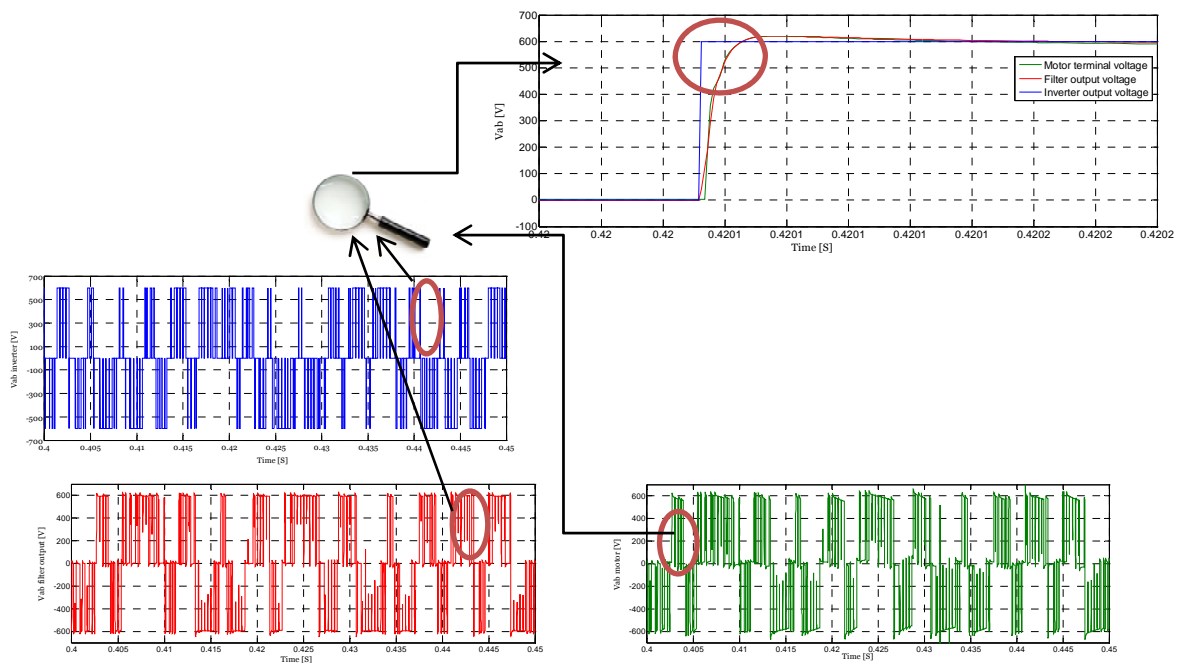 700
600
500
400
300
200
100
0
-100
Vab [V]
Motor terminal voltage
Filter output voltage
Inverter output voltage
0.42 0.42 0.42 0.4201 0.4201 0.4201 0.4201 0.4201 0.4202 0.4202 0.4202
Time [S]
700
500
300
100
-100
-300
-500
-700
Vab inverter [V]
0.4 0.405 0.41 0.415 0.42 0.425 0.43 0.435 0.44 0.445 0.45
Time [S]
600
400
200
0
-200
-400
-600
Vab filter output [V]
0.4 0.405 0.41 0.415 0.42 0.425 0.43 0.435 0.44 0.445 0.45
Time [S]
600
400
200
0
-200
-400
-600
Vab motor [V]
0.4 0.405 0.41 0.415 0.42 0.425 0.43 0.435 0.44 0.445 0.45
Time [S]